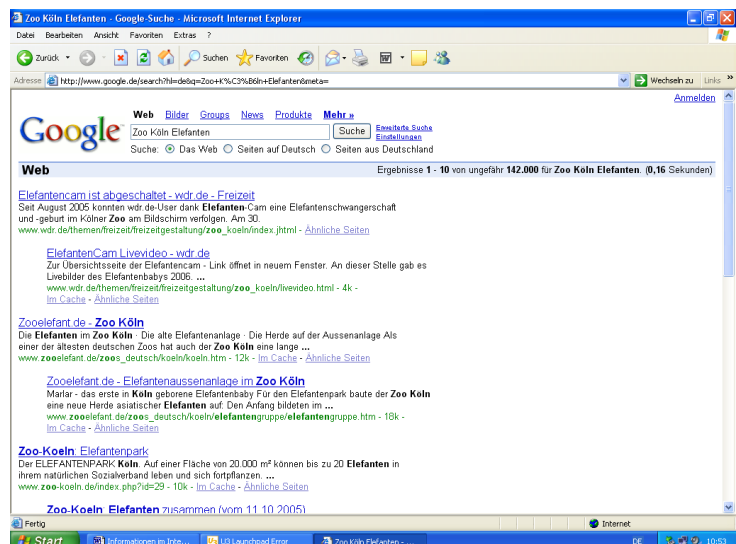 Zoo Köln Elefanten - Google-Suche - Microsoft Internet Explorer
Datei Bearbeiten Ansicht Favoriten Extras ?
Zurück Suchen Favoriten
Adresse http://www.google.de/search?hl=de&q=Zoo+K%C3%B6ln+Elefanten&meta= Wechseln zu Links »
Anmelden
Google
Web Bilder Groups News Produkte Mehr »
Zoo Köln Elefanten Suche Erweiterte Suche
Einstellungen
Suche: Das Web Seiten auf Deutsch Seiten aus Deutschland
Web Ergebnisse 1 - 10 von ungefähr 142.000 für Zoo Köln Elefanten. (0,16 Sekunden)
Elefantencam ist abgeschaltet - wdr.de - Freizeit
Seit August 2005 konnten wdr.de-User dank Elefanten-Cam eine Elefantenschwangerschaft
und -geburt im Kölner Zoo am Bildschirm verfolgen. Am 30.
www.wdr.de/themen/freizeit/freizeitgestaltung/zoo_koeln/index.jhtml - Ähnliche Seiten
ElefantenCam Livevideo - wdr.de
Zur Übersichtsseite der Elefantencam - Link öffnet in neuem Fenster. An dieser Stelle gab es
Livebilder des Elefantenbabys 2006. ...
www.wdr.de/themen/freizeit/freizeitgestaltung/zoo_koeln/livevideo.html - 4k -
Im Cache - Ähnliche Seiten
Zooelefant.de - Zoo Köln
Die Elefanten im Zoo Köln · Die alte Elefantenanlage · Die Herde auf der Aussenanlage Als
einer der ältesten deutschen Zoos hat auch der Zoo Köln eine lange ...
www.zooelefant.de/zoos_deutsch/koeln/koeln.htm - 12k - Im Cache - Ähnliche Seiten
Zooelefant.de - Elefantenaussenanlage im Zoo Köln
Marlar - das erste in Köln geborene Elefantenbaby Für den Elefantenpark baute der Zoo Köln
eine neue Herde asiatischer Elefanten auf: Den Anfang bildeten im ...
www.zooelefant.de/zoos_deutsch/koeln/elefantengruppe/elefantengruppe.htm - 18k -
Im Cache - Ähnliche Seiten
Zoo-Koeln: Elefantenpark
Der ELEFANTENPARK Köln. Auf einer Fläche von 20.000 m² können bis zu 20 Elefanten in
ihrem natürlichen Sozialverband leben und sich fortpflanzen. ...
www.zoo-koeln.de/index.php?id=29 - 10k - Im Cache - Ähnliche Seiten
Zoo-Koeln: Elefanten zusammen (vom 11.10.2005)
Fertig Internet
Start Informationen im Inte... U3 Launchpad Error Zoo Köln Elefanten - ... DE 10:53